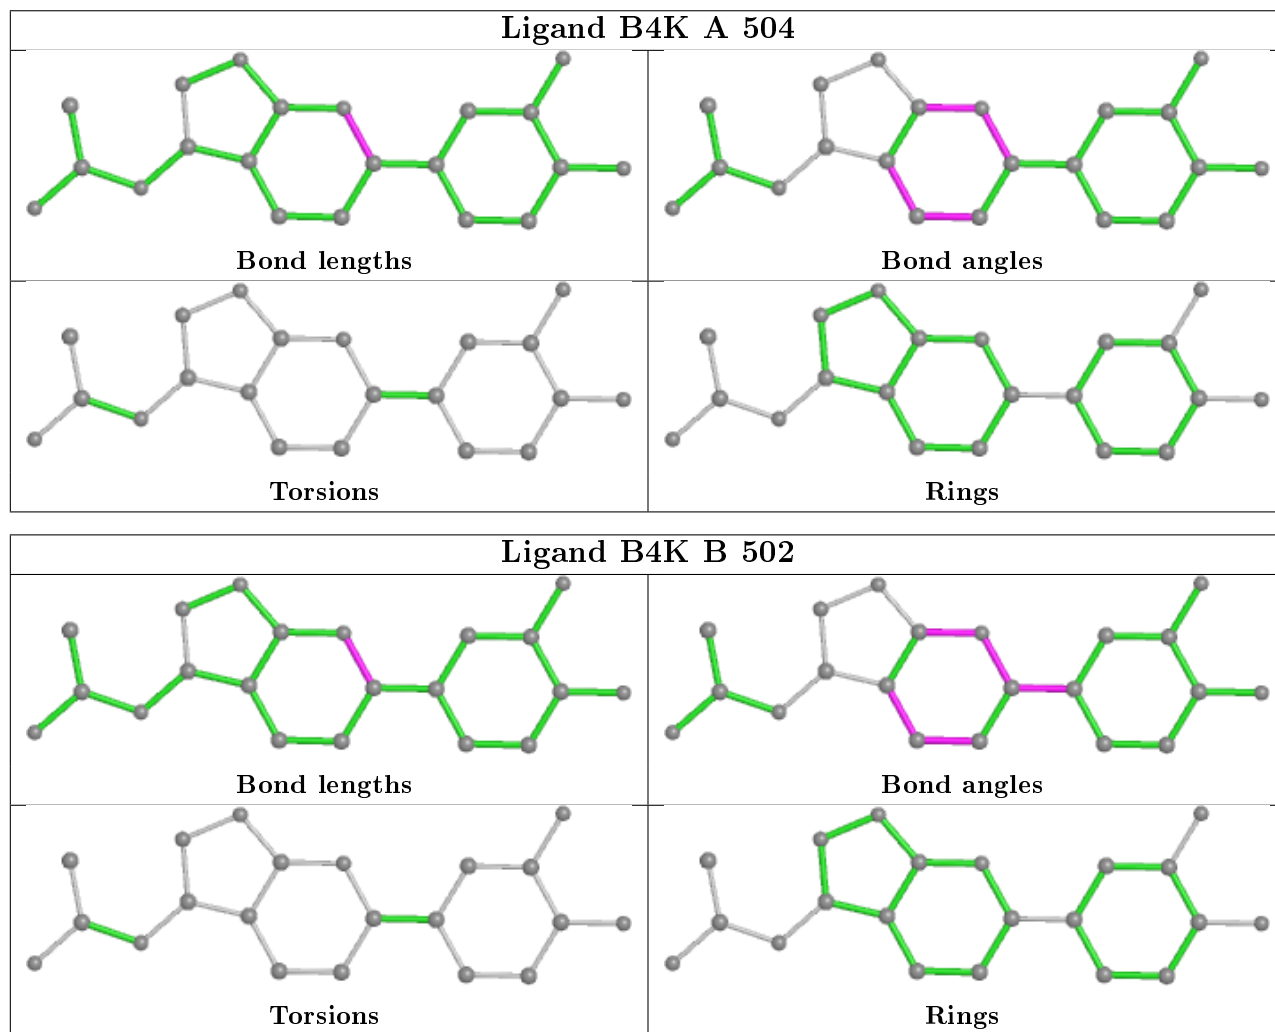 Ligand B4K A 504
Bond lengths
Bond angles
Torsions
Rings
Ligand B4K B 502
Bond lengths
Bond angles
Torsions
Rings